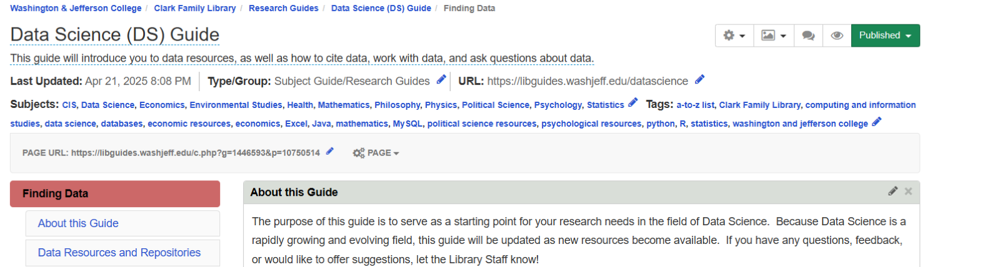 Washington & Jefferson College / Clark Family Library / Research Guides / Data Science (DS) Guide / Finding Data
Data Science (DS) Guide
Published
This guide will introduce you to data resources, as well as how to cite data, work with data, and ask questions about data.
Last Updated: Apr 21, 2025 8:08 PM Type/Group: Subject Guide/Research Guides URL: https://libguides.washjeff.edu/datascience
Subjects: CIS, Data Science, Economics, Environmental Studies, Health, Mathematics, Philosophy, Physics, Political Science, Psychology, Statistics Tags: a-to-z list, Clark Family Library, computing and information
studies, data science, databases, economic resources, economics, Excel, Java, mathematics, MySQL, political science resources, psychological resources, python, R, statistics, washington and jefferson college
PAGE URL: https://libguides.washjeff.edu/c.php?g=1446593&p=10750514 PAGE
Finding Data
About this Guide
Data Resources and Repositories
About this Guide
The purpose of this guide is to serve as a starting point for your research needs in the field of Data Science. Because Data Science is a
rapidly growing and evolving field, this guide will be updated as new resources become available. If you have any questions, feedback,
or would like to offer suggestions, let the Library Staff know!